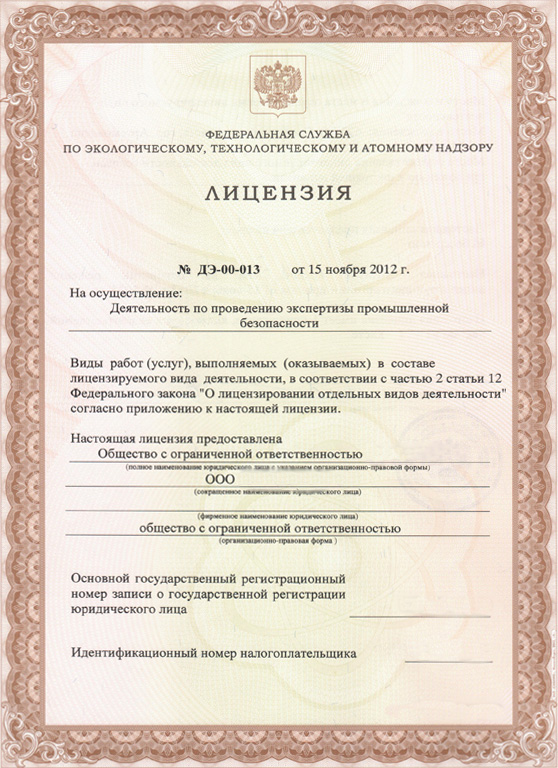 ФЕДЕРАЛЬНАЯ СЛУЖБА
ПО ЭКОЛОГИЧЕСКОМУ, ТЕХНОЛОГИЧЕСКОМУ И АТОМНОМУ НАДЗОРУ
ЛИЦЕНЗИЯ
№ ДЭ-00-013 от 15 ноября 2012 г.
На осуществление:
Деятельность по проведению экспертизы промышленной
безопасности
Виды работ (услуг), выполняемых (оказываемых) в составе
лицензируемого вида деятельности, в соответствии с частью 2 статьи 12
Федерального закона "О лицензировании отдельных видов деятельности"
согласно приложению к настоящей лицензии.
Настоящая лицензия предоставлена
Общество с ограниченной ответственностью
(полное наименование юридического лица с указанием организационно-правовой формы)
ООО
(сокращенное наименование юридического лица)
(фирменное наименование юридического лица)
общество с ограниченной ответственностью
(организационно-правовая форма )
Основной государственный регистрационный
номер записи о государственной регистрации
юридического лица
Идентификационный номер налогоплательщика